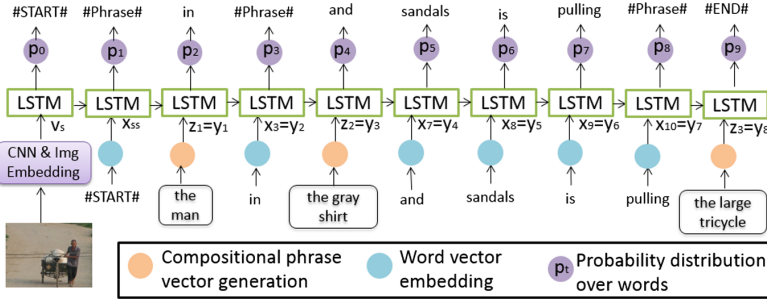 #START# #Phrase# in #Phrase# and sandals is pulling #Phrase# #END#
p0 p1 p2 p3 p4 p5 p6 p7 p8 p9
LSTM LSTM LSTM LSTM LSTM LSTM LSTM LSTM LSTM LSTM
vs xss z1=y1 x3=y2 z2=y3 x7=y4 x8=y5 x9=y6 x10=y7 z3=y8
CNN & Img
Embedding
#START#
the
man
in
the gray
shirt
and
sandals
is
pulling
the large
tricycle
Compositional phrase
vector generation
Word vector
embedding
pt
Probability distribution
over words